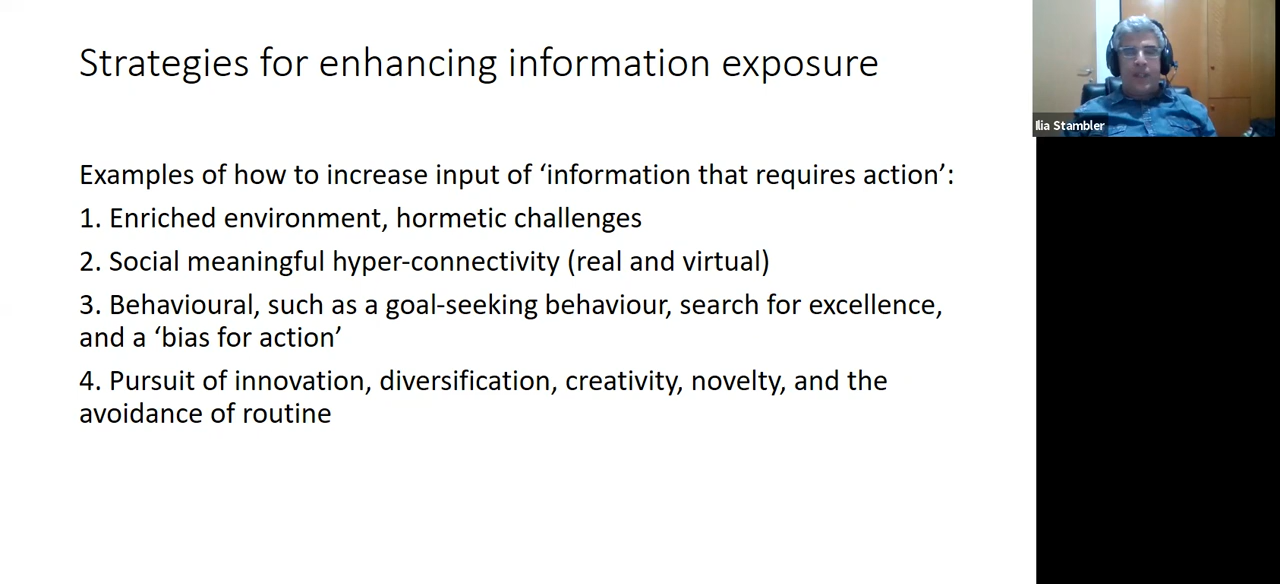 Strategies for enhancing information exposure
Examples of how to increase input of ‘information that requires action’:
1. Enriched environment, hormetic challenges
2. Social meaningful hyper-connectivity (real and virtual)
3. Behavioural, such as a goal-seeking behaviour, search for excellence,
and a ‘bias for action’
4. Pursuit of innovation, diversification, creativity, novelty, and the
avoidance of routine
Ilia Stambler